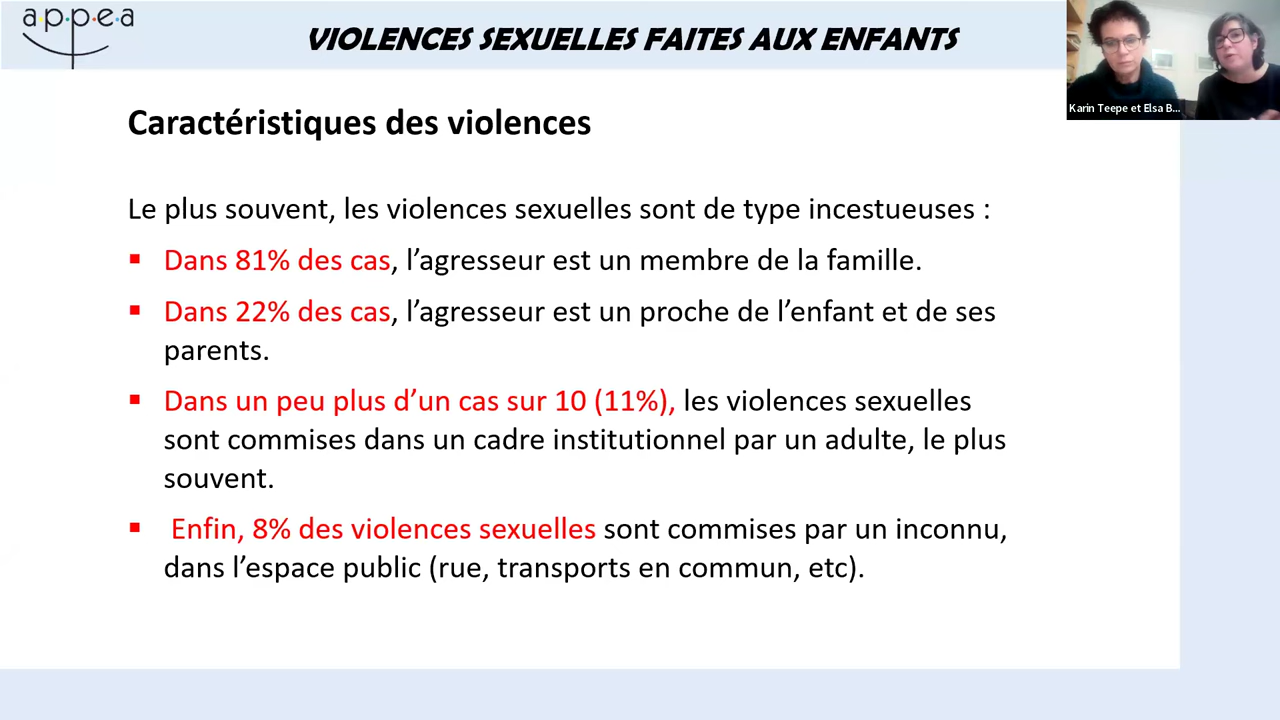 a·p·p·e·a
VIOLENCES SEXUELLES FAITES AUX ENFANTS
Karin Teepe et Elsa B...
Caractéristiques des violences
Le plus souvent, les violences sexuelles sont de type incestueuses :
Dans 81% des cas, l’agresseur est un membre de la famille.
Dans 22% des cas, l’agresseur est un proche de l’enfant et de ses
parents.
Dans un peu plus d’un cas sur 10 (11%), les violences sexuelles
sont commises dans un cadre institutionnel par un adulte, le plus
souvent.
Enfin, 8% des violences sexuelles sont commises par un inconnu,
dans l’espace public (rue, transports en commun, etc).